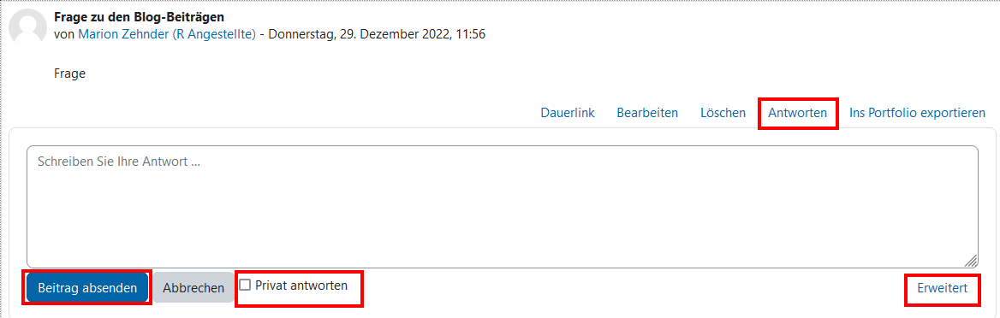 Frage zu den Blog-Beiträgen
von Marion Zehnder (R Angestellte) - Donnerstag, 29. Dezember 2022, 11:56
Frage
Dauerlink Bearbeiten Löschen Antworten Ins Portfolio exportieren
Schreiben Sie Ihre Antwort ...
Beitrag absenden Abbrechen Privat antworten Erweitert